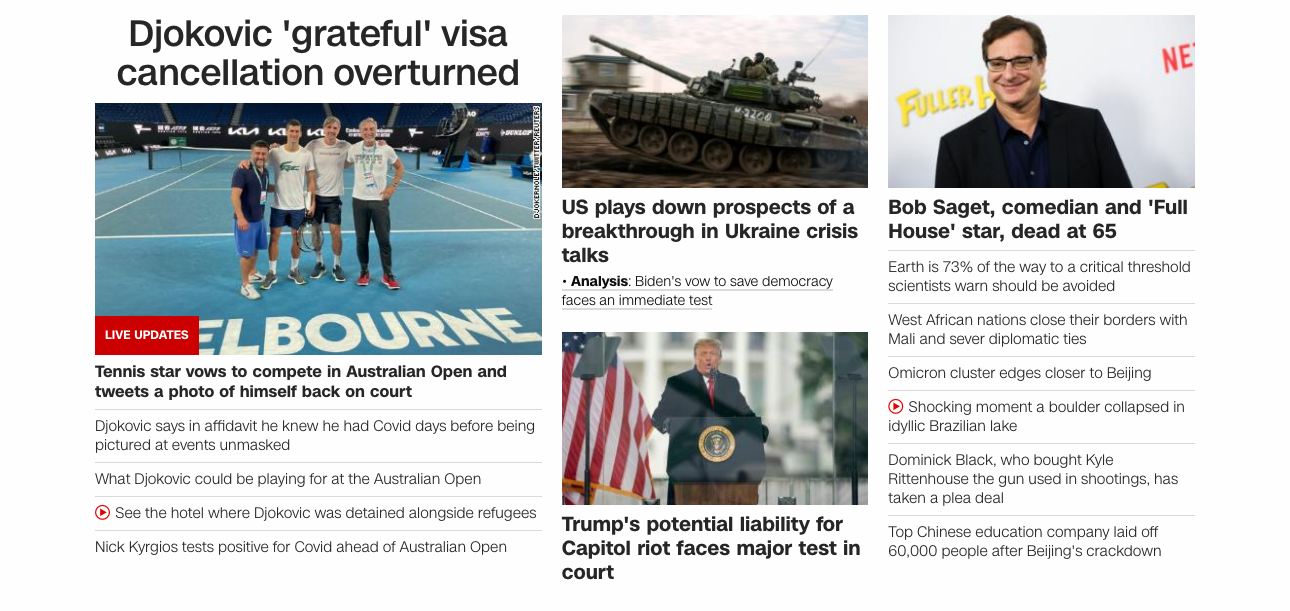 Djokovic 'grateful' visa
cancellation overturned
DJOKERNOLE/TWITTER/REUTERS
AO
DUNLOP
LIVE UPDATES
ELBOURNE
Tennis star vows to compete in Australian Open and
tweets a photo of himself back on court
Djokovic says in affidavit he knew he had Covid days before being
pictured at events unmasked
What Djokovic could be playing for at the Australian Open
See the hotel where Djokovic was detained alongside refugees
Nick Kyrgios tests positive for Covid ahead of Australian Open
US plays down prospects of a
breakthrough in Ukraine crisis
talks
• Analysis: Biden's vow to save democracy
faces an immediate test
Trump's potential liability for
Capitol riot faces major test in
court
FULLER H
NE
Bob Saget, comedian and 'Full
House' star, dead at 65
Earth is 73% of the way to a critical threshold
scientists warn should be avoided
West African nations close their borders with
Mali and sever diplomatic ties
Omicron cluster edges closer to Beijing
Shocking moment a boulder collapsed in
idyllic Brazilian lake
Dominick Black, who bought Kyle
Rittenhouse the gun used in shootings, has
taken a plea deal
Top Chinese education company laid off
60,000 people after Beijing's crackdown